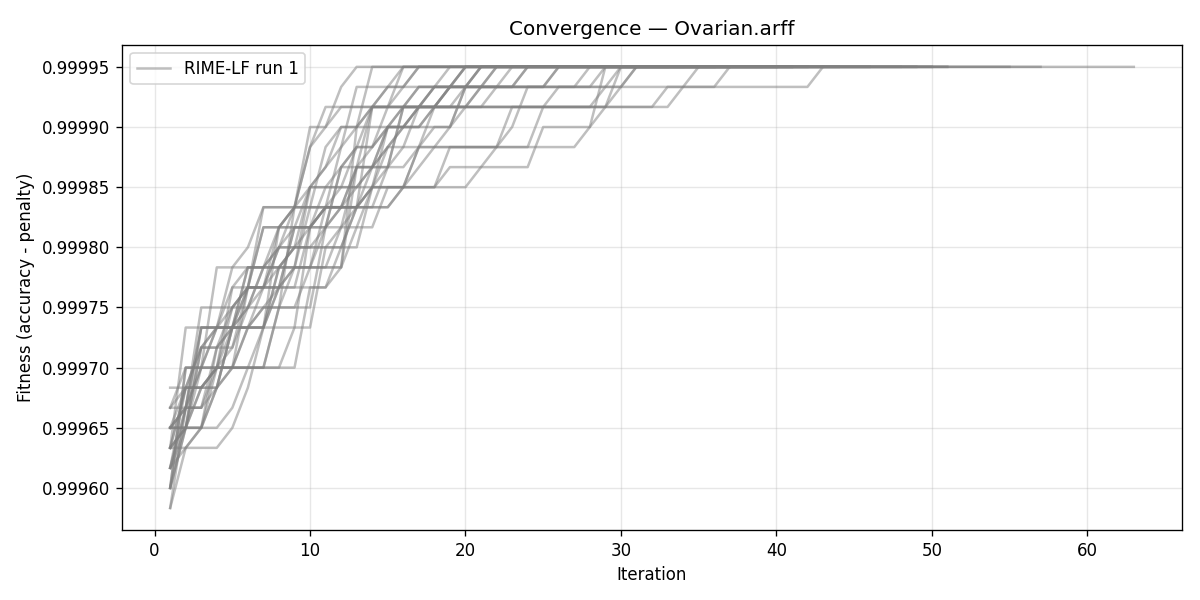 Convergence — Ovarian.arff
RIME-LF run 1
Fitness (accuracy - penalty)
0.99995
0.99990
0.99985
0.99980
0.99975
0.99970
0.99965
0.99960
0 10 20 30 40 50 60
Iteration